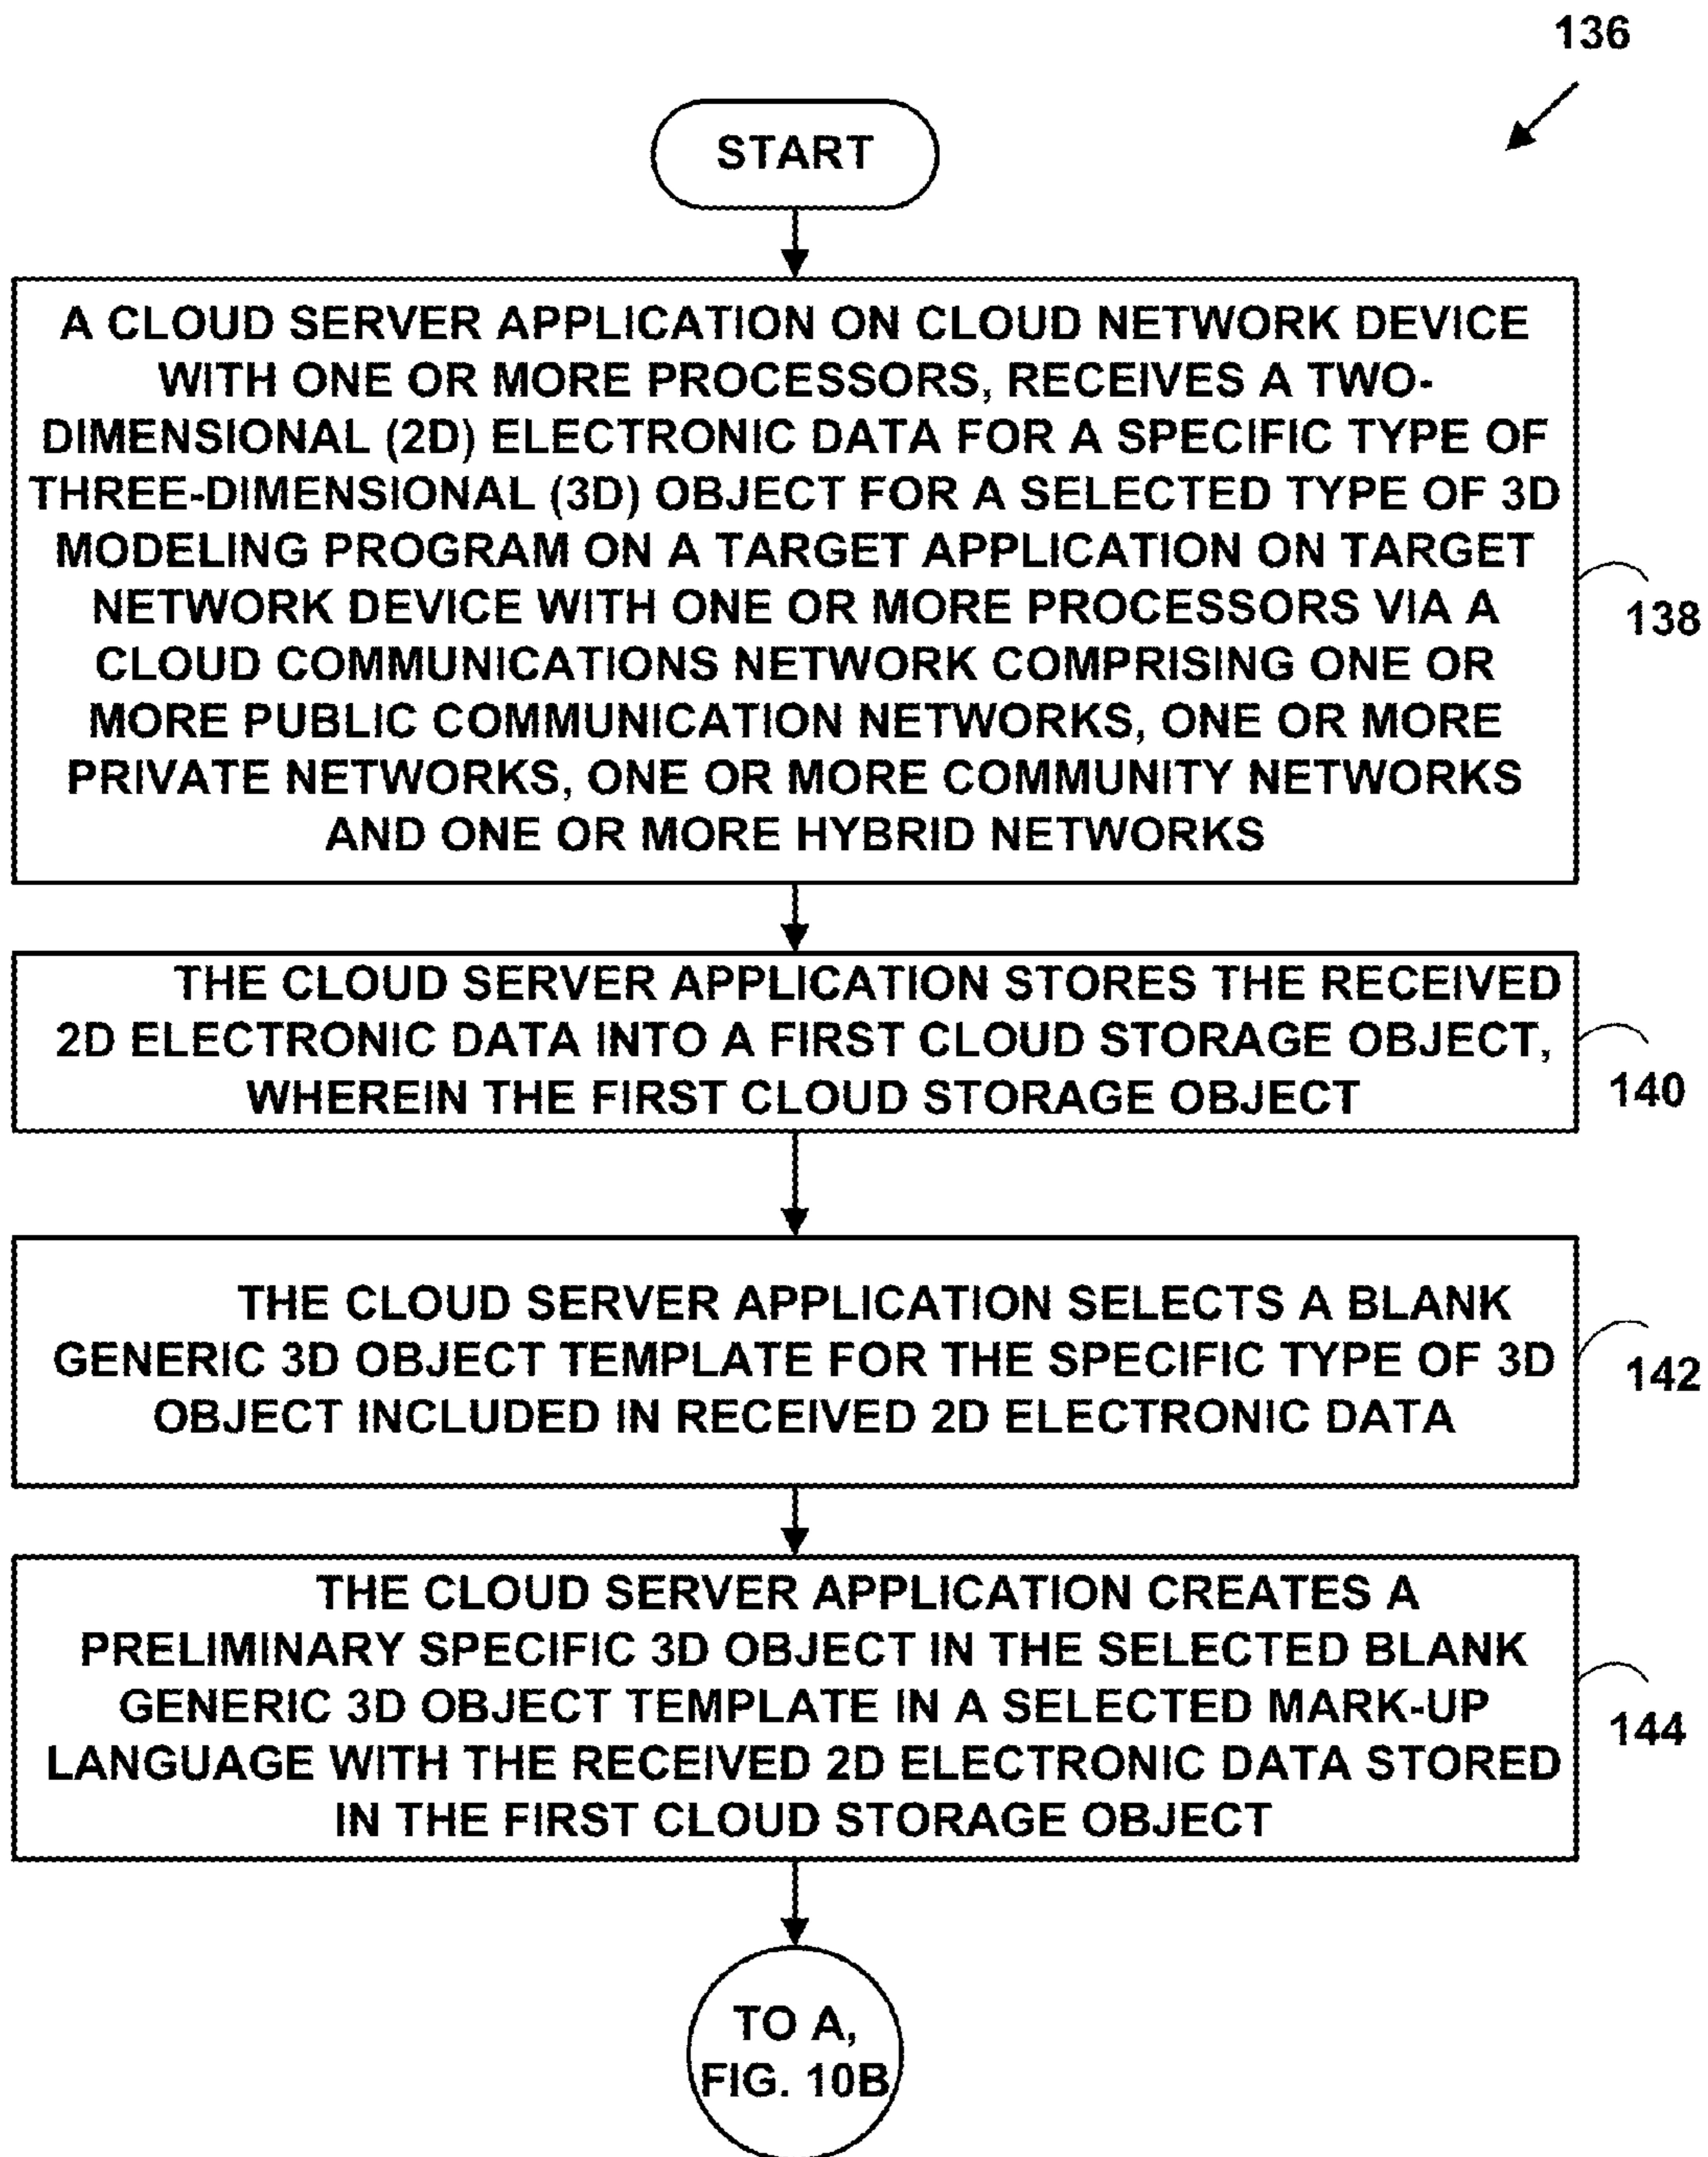 136
START
A CLOUD SERVER APPLICATION ON CLOUD NETWORK DEVICE
WITH ONE OR MORE PROCESSORS, RECEIVES A TWO-
DIMENSIONAL (2D) ELECTRONIC DATA FOR A SPECIFIC TYPE OF
THREE-DIMENSIONAL (3D) OBJECT FOR A SELECTED TYPE OF 3D
MODELING PROGRAM ON A TARGET APPLICATION ON TARGET
NETWORK DEVICE WITH ONE OR MORE PROCESSORS VIA A
CLOUD COMMUNICATIONS NETWORK COMPRISING ONE OR
MORE PUBLIC COMMUNICATION NETWORKS, ONE OR MORE
PRIVATE NETWORKS, ONE OR MORE COMMUNITY NETWORKS
AND ONE OR MORE HYBRID NETWORKS
138
THE CLOUD SERVER APPLICATION STORES THE RECEIVED
2D ELECTRONIC DATA INTO A FIRST CLOUD STORAGE OBJECT,
WHEREIN THE FIRST CLOUD STORAGE OBJECT
140
THE CLOUD SERVER APPLICATION SELECTS A BLANK
GENERIC 3D OBJECT TEMPLATE FOR THE SPECIFIC TYPE OF 3D
OBJECT INCLUDED IN RECEIVED 2D ELECTRONIC DATA
142
THE CLOUD SERVER APPLICATION CREATES A
PRELIMINARY SPECIFIC 3D OBJECT IN THE SELECTED BLANK
GENERIC 3D OBJECT TEMPLATE IN A SELECTED MARK-UP
LANGUAGE WITH THE RECEIVED 2D ELECTRONIC DATA STORED
IN THE FIRST CLOUD STORAGE OBJECT
144
TO A,
FIG. 10B